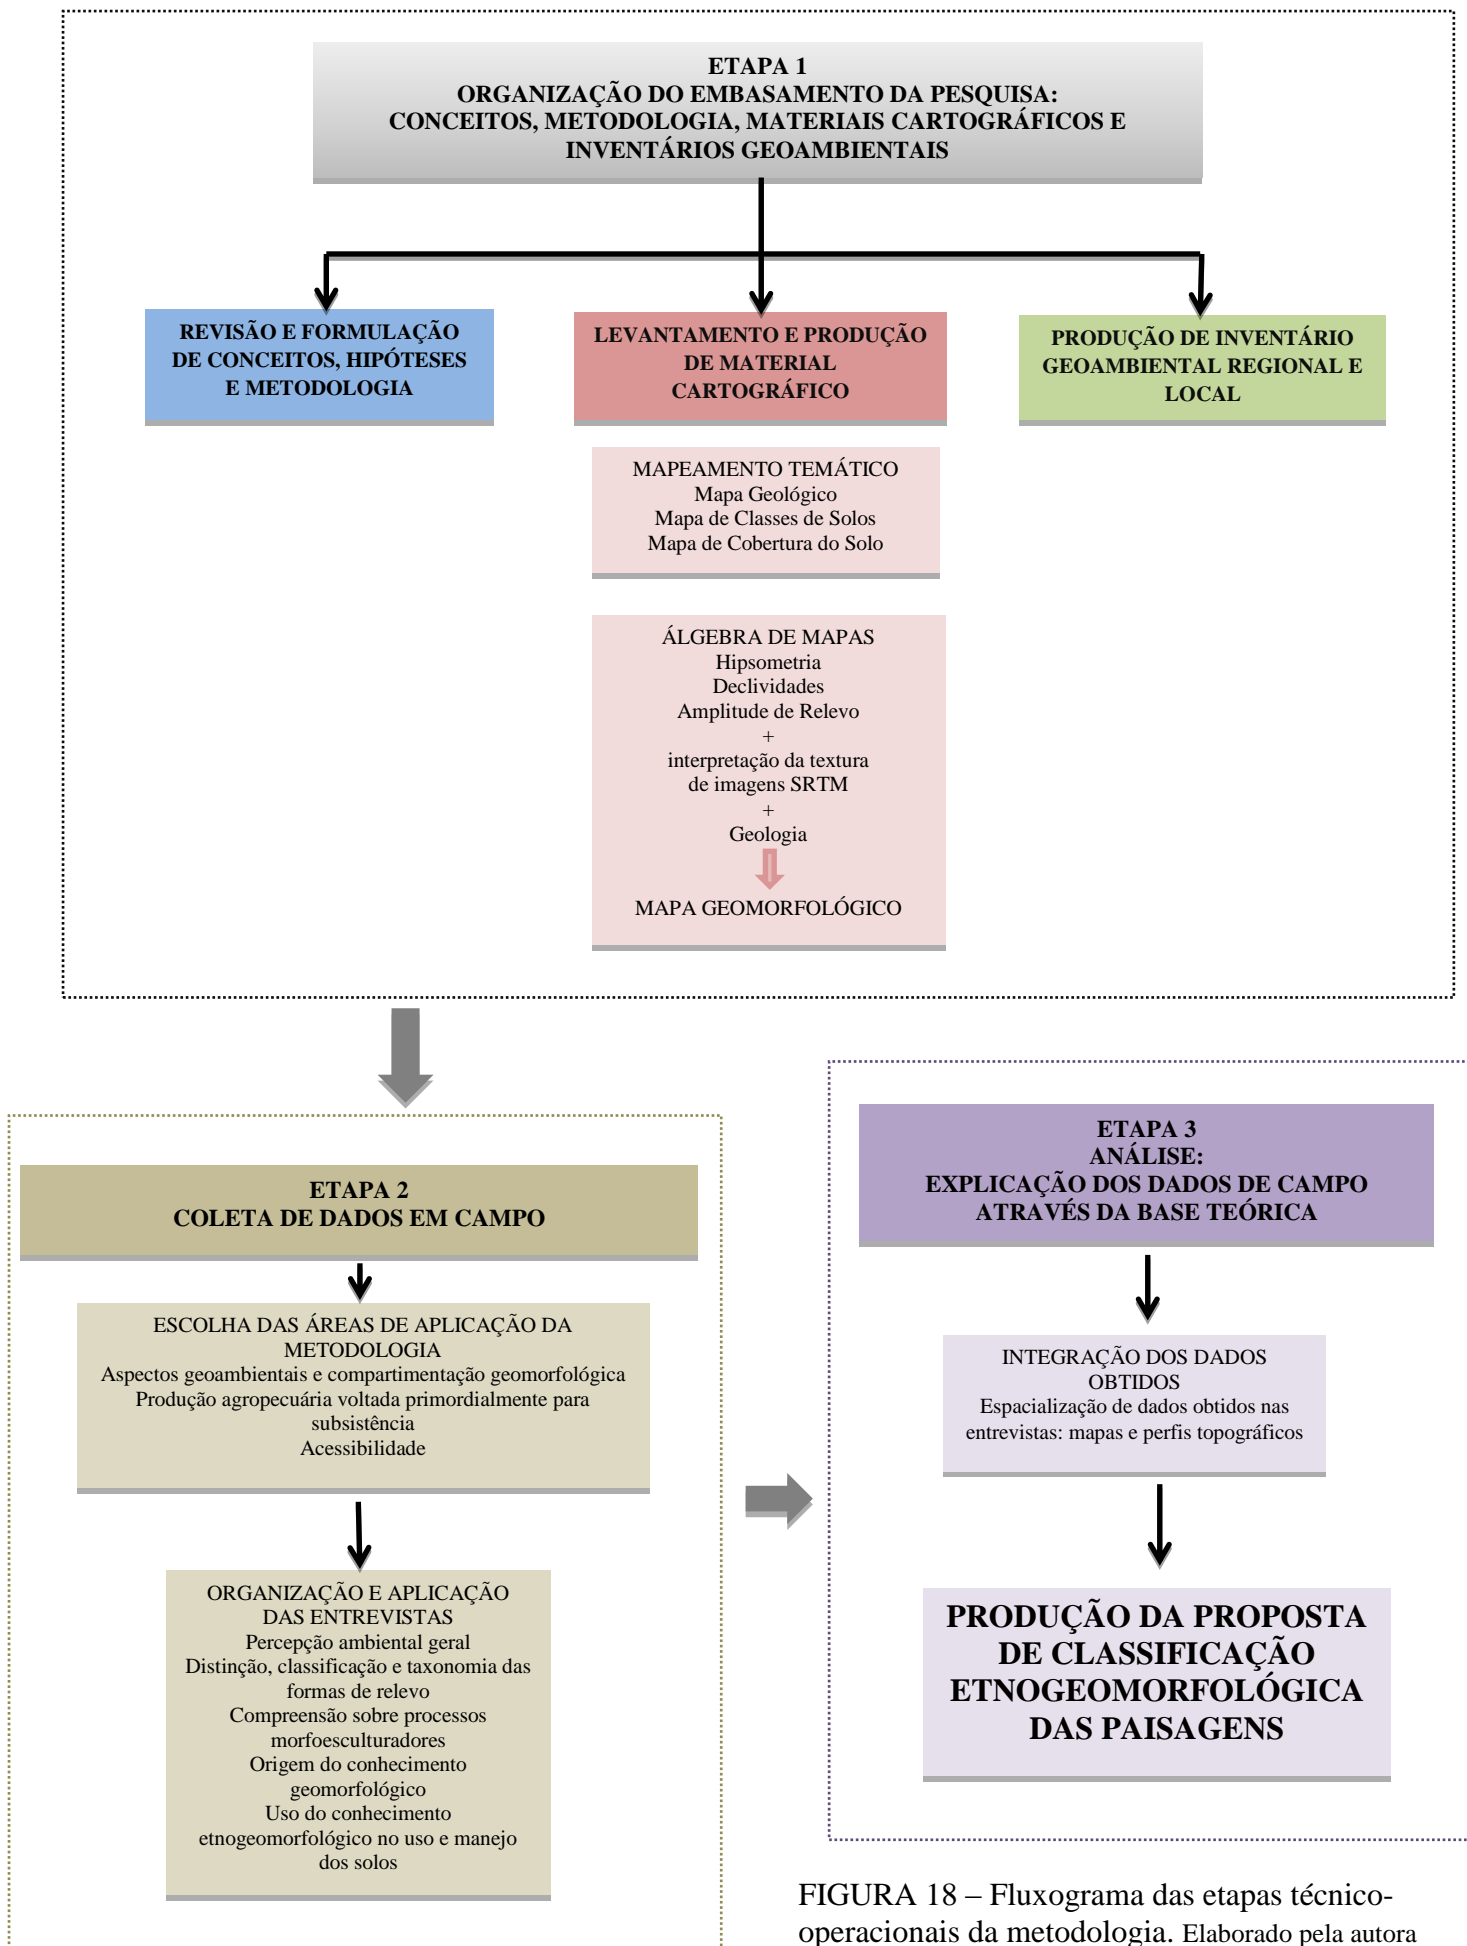 ETAPA 1
ORGANIZAÇÃO DO EMBASAMENTO DA PESQUISA:
CONCEITOS, METODOLOGIA, MATERIAIS CARTOGRÁFICOS E
INVENTÁRIOS GEOAMBIENTAIS
REVISÃO E FORMULAÇÃO
DE CONCEITOS, HIPÓTESES
E METODOLOGIA
LEVANTAMENTO E PRODUÇÃO
DE MATERIAL
CARTOGRÁFICO
PRODUÇÃO DE INVENTÁRIO
GEOAMBIENTAL REGIONAL E
LOCAL
MAPEAMENTO TEMÁTICO
Mapa Geológico
Mapa de Classes de Solos
Mapa de Cobertura do Solo
ÁLGEBRA DE MAPAS
Hipsometria
Declividades
Amplitude de Relevo
+
interpretação da textura
de imagens SRTM
+
Geologia
MAPA GEOMORFOLÓGICO
ETAPA 2
COLETA DE DADOS EM CAMPO
ESCOLHA DAS ÁREAS DE APLICAÇÃO DA
METODOLOGIA
Aspectos geoambientais e compartimentação geomorfológica
Produção agropecuária voltada primordialmente para
subsistência
Acessibilidade
ORGANIZAÇÃO E APLICAÇÃO
DAS ENTREVISTAS
Percepção ambiental geral
Distinção, classificação e taxonomia das
formas de relevo
Compreensão sobre processos
morfoesculturadores
Origem do conhecimento
geomorfológico
Uso do conhecimento
etnogeomorfológico no uso e manejo
dos solos
ETAPA 3
ANÁLISE:
EXPLICAÇÃO DOS DADOS DE CAMPO
ATRAVÉS DA BASE TEÓRICA
INTEGRAÇÃO DOS DADOS
OBTIDOS
Espacialização de dados obtidos nas
entrevistas: mapas e perfis topográficos
PRODUÇÃO DA PROPOSTA
DE CLASSIFICAÇÃO
ETNOGEOMORFOLÓGICA
DAS PAISAGENS
FIGURA 18 – Fluxograma das etapas técnico-
operacionais da metodologia. Elaborado pela autora